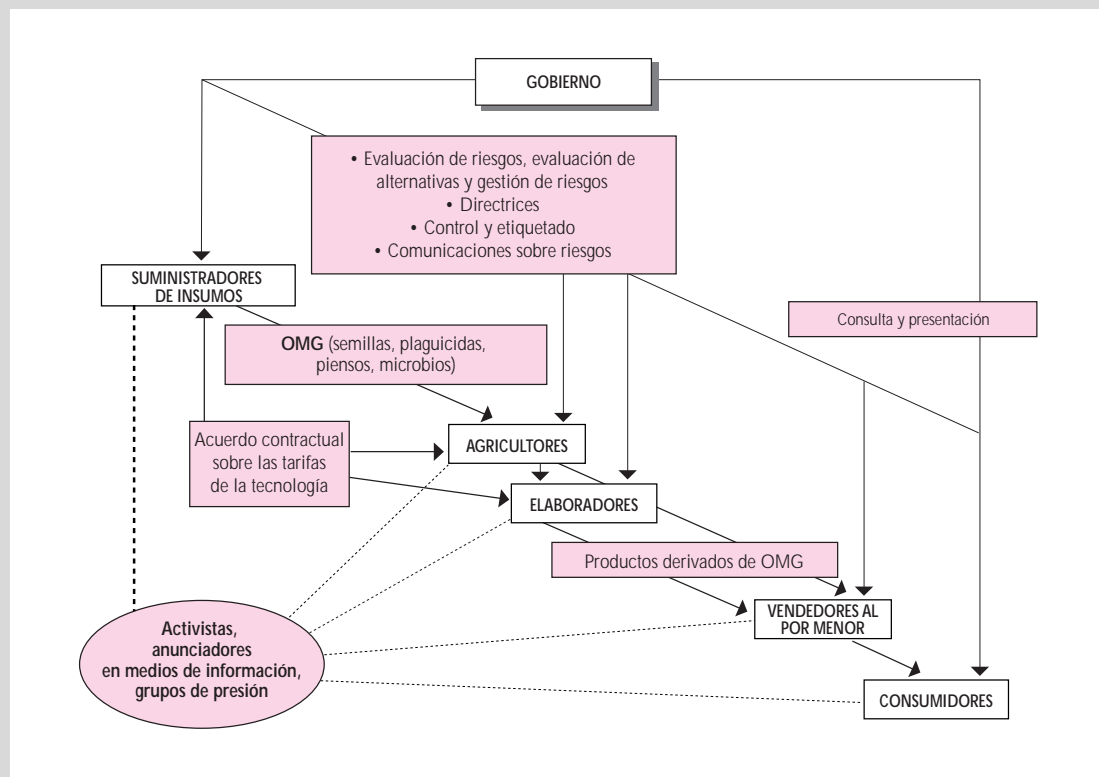 GOBIERNO
• Evaluación de riesgos, evaluación de
alternativas y gestión de riesgos
• Directrices
• Control y etiquetado
• Comunicaciones sobre riesgos
SUMINISTRADORES
DE INSUMOS
Consulta y presentación
OMG (semillas, plaguicidas,
piensos, microbios)
Acuerdo contractual
sobre las tarifas
de la tecnología
AGRICULTORES
ELABORADORES
Productos derivados de OMG
VENDEDORES AL
POR MENOR
Activistas,
anunciadores
en medios de información,
grupos de presión
CONSUMIDORES